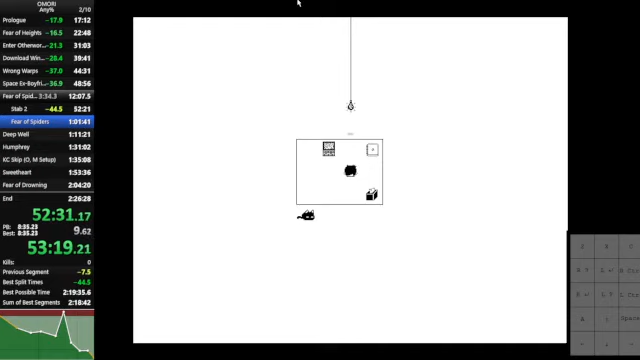 OMORI
Any% 2/10
Prologue −17.9 17:12
Fear of Heights −16.5 22:48
Enter Otherwor... −21.3 31:03
Download Win... −28.4 39:41
Wrong Warps −37.0 44:31
Space Ex-Boyfri... −36.9 48:56
Fear of Spid... 3:34.3 12:07.5
Stab 2 −44.5 52:21
Fear of Spiders 1:01:41
Deep Well 1:11:21
Humphrey 1:31:02
KC Skip (O, M Setup) 1:35:08
Sweetheart 1:53:36
Fear of Drowning 2:04:20
End 2:26:28
52:31.17
PB: 8:35.23
Best: 8:35.23
9.62
53:19.21
Kills: 0
Previous Segment −7.5
Best Split Times −44.5
Best Possible Time 2:19:35.6
Sum of Best Segments 2:18:42
Space